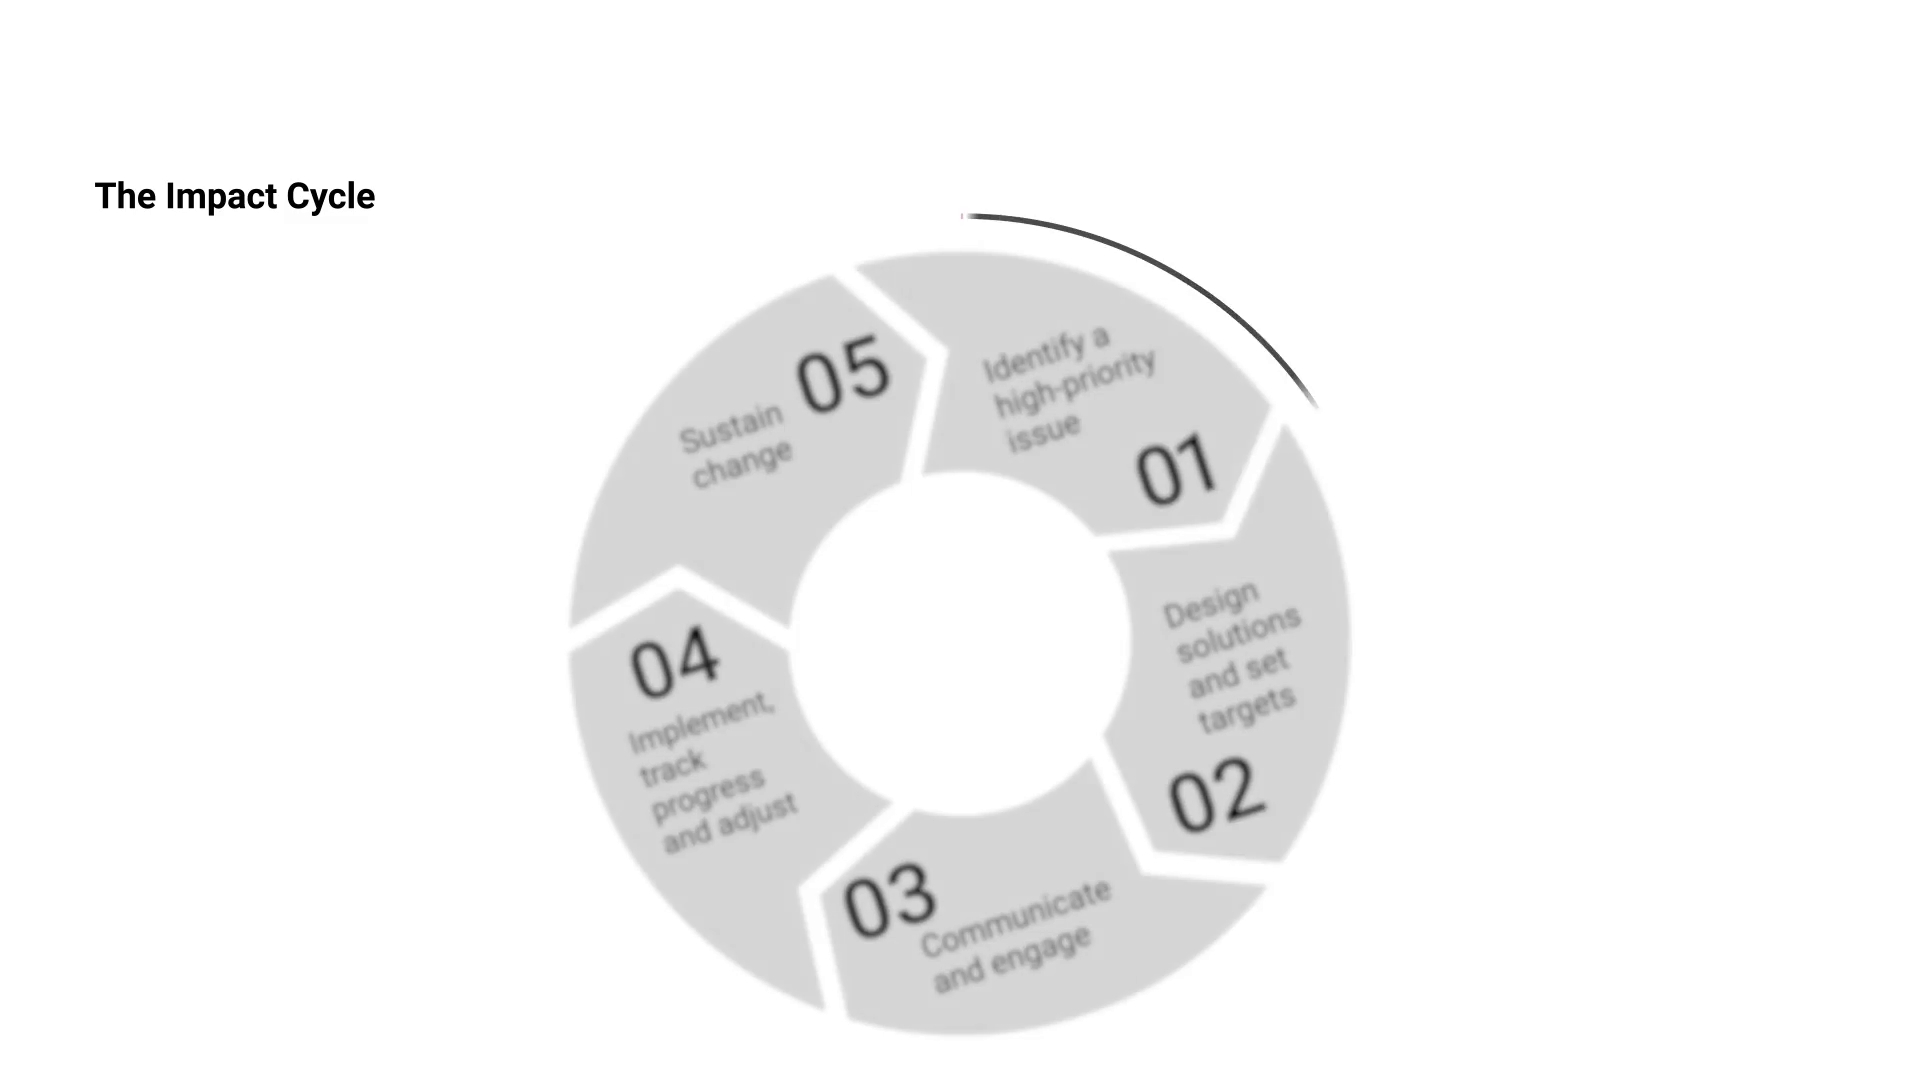 The Impact Cycle
Identify a
high-priority
issue
01
Design
solutions
and set
targets
02
03
Communicate
and engage
04
Implement,
track
progress
and adjust
05
Sustain
change